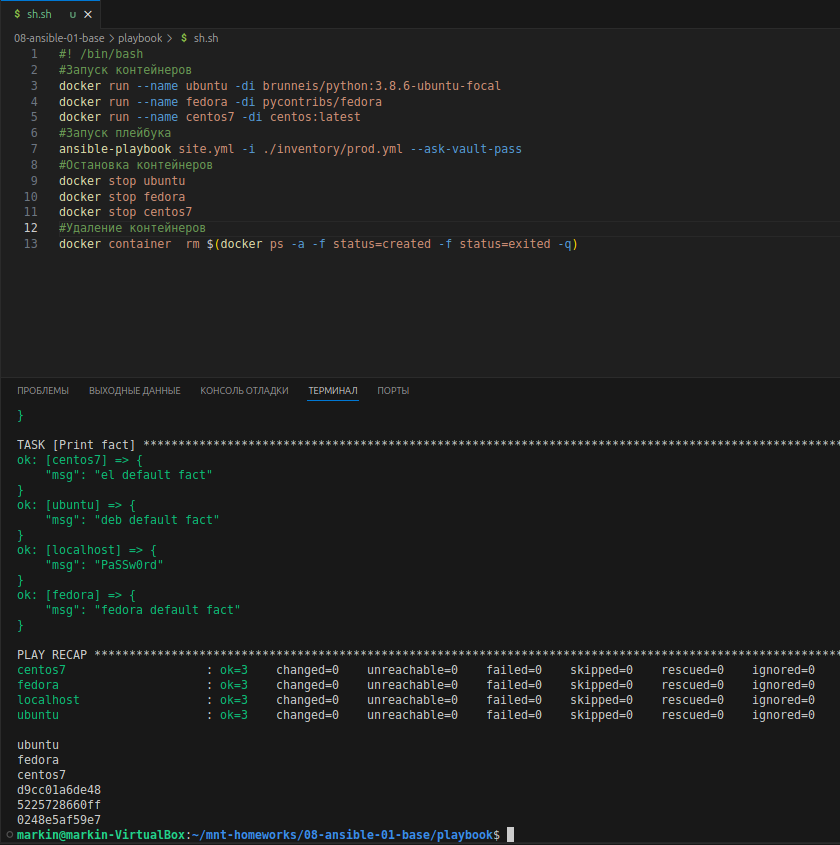 $ sh.sh U ×
08-ansible-01-base > playbook > $ sh.sh
1 #! /bin/bash
2 #Запуск контейнеров
3 docker run --name ubuntu -di brunneis/python:3.8.6-ubuntu-focal
4 docker run --name fedora -di pycontribs/fedora
5 docker run --name centos7 -di centos:latest
6 #Запуск плейбука
7 ansible-playbook site.yml -i ./inventory/prod.yml --ask-vault-pass
8 #Остановка контейнеров
9 docker stop ubuntu
10 docker stop fedora
11 docker stop centos7
12 #Удаление контейнеров
13 docker container  rm $(docker ps -a -f status=created -f status=exited -q)
ПРОБЛЕМЫ ВЫХОДНЫЕ ДАННЫЕ КОНСОЛЬ ОТЛАДКИ ТЕРМИНАЛ ПОРТЫ
}
TASK [Print fact] ****************************************************************************************************
ok: [centos7] => {
    "msg": "el default fact"
}
ok: [ubuntu] => {
    "msg": "deb default fact"
}
ok: [localhost] => {
    "msg": "PaSSw0rd"
}
ok: [fedora] => {
    "msg": "fedora default fact"
}
PLAY RECAP ***********************************************************************************************************
centos7                    : ok=3    changed=0    unreachable=0    failed=0    skipped=0    rescued=0    ignored=0
fedora                     : ok=3    changed=0    unreachable=0    failed=0    skipped=0    rescued=0    ignored=0
localhost                  : ok=3    changed=0    unreachable=0    failed=0    skipped=0    rescued=0    ignored=0
ubuntu                     : ok=3    changed=0    unreachable=0    failed=0    skipped=0    rescued=0    ignored=0
ubuntu
fedora
centos7
d9cc01a6de48
5225728660ff
0248e5af59e7
markin@markin-VirtualBox:~/mnt-homeworks/08-ansible-01-base/playbook$